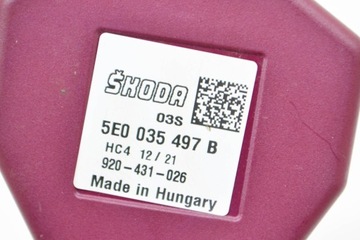 ŠKODA
03S
5E0 035 497 B
HC4 12/21
920-431-026
Made in Hungary